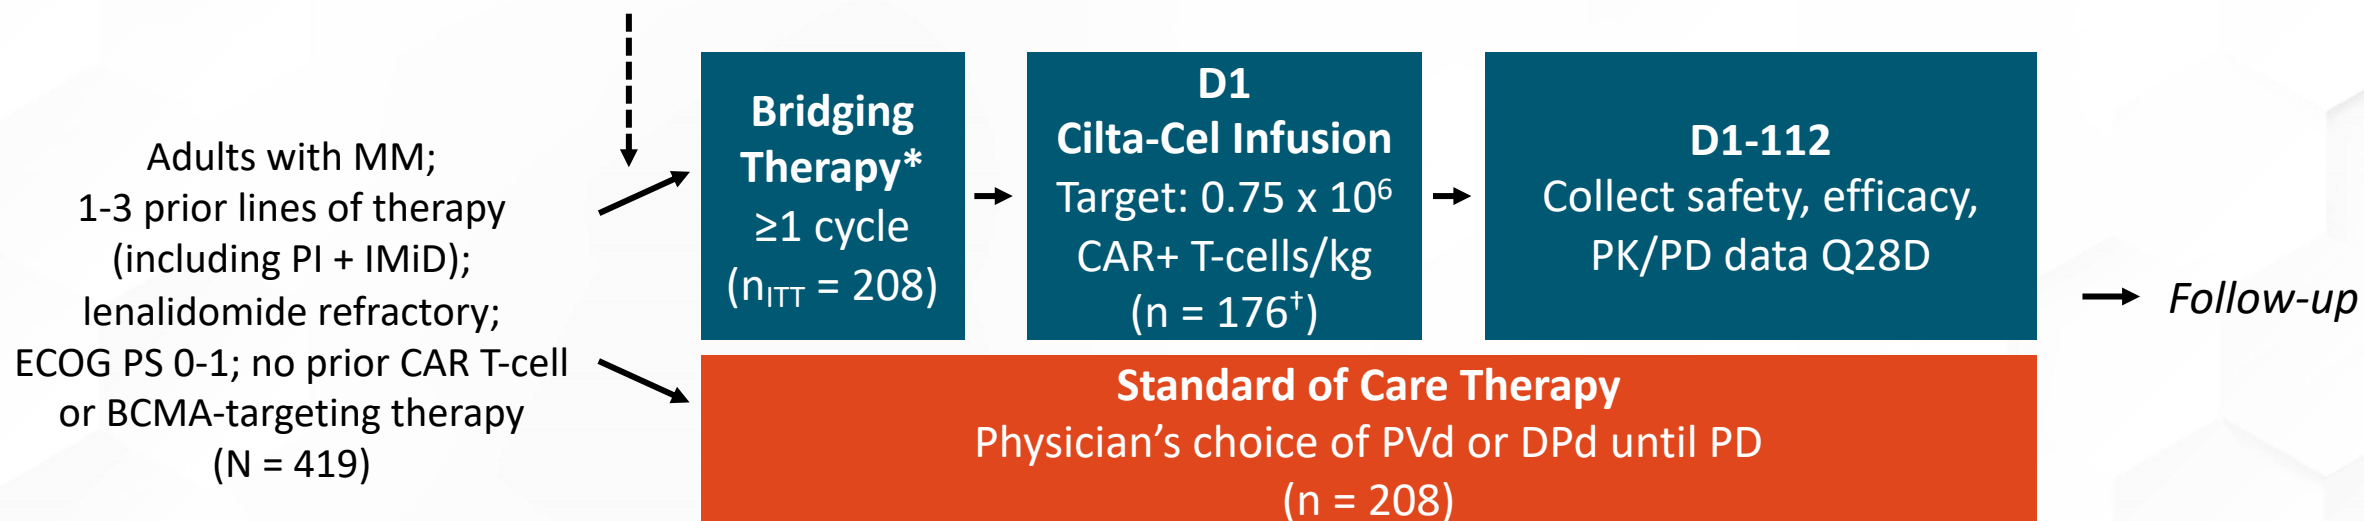 Adults with MM;
1-3 prior lines of therapy
(including PI + IMiD);
lenalidomide refractory;
ECOG PS 0-1; no prior CAR T-cell
or BCMA-targeting therapy
(N = 419)
Bridging
Therapy*
≥1 cycle
(nITT = 208)
D1
Cilta-Cel Infusion
Target: 0.75 x 10⁶
CAR+ T-cells/kg
(n = 176†)
D1-112
Collect safety, efficacy,
PK/PD data Q28D
Standard of Care Therapy
Physician’s choice of PVd or DPd until PD
(n = 208)
Follow-up